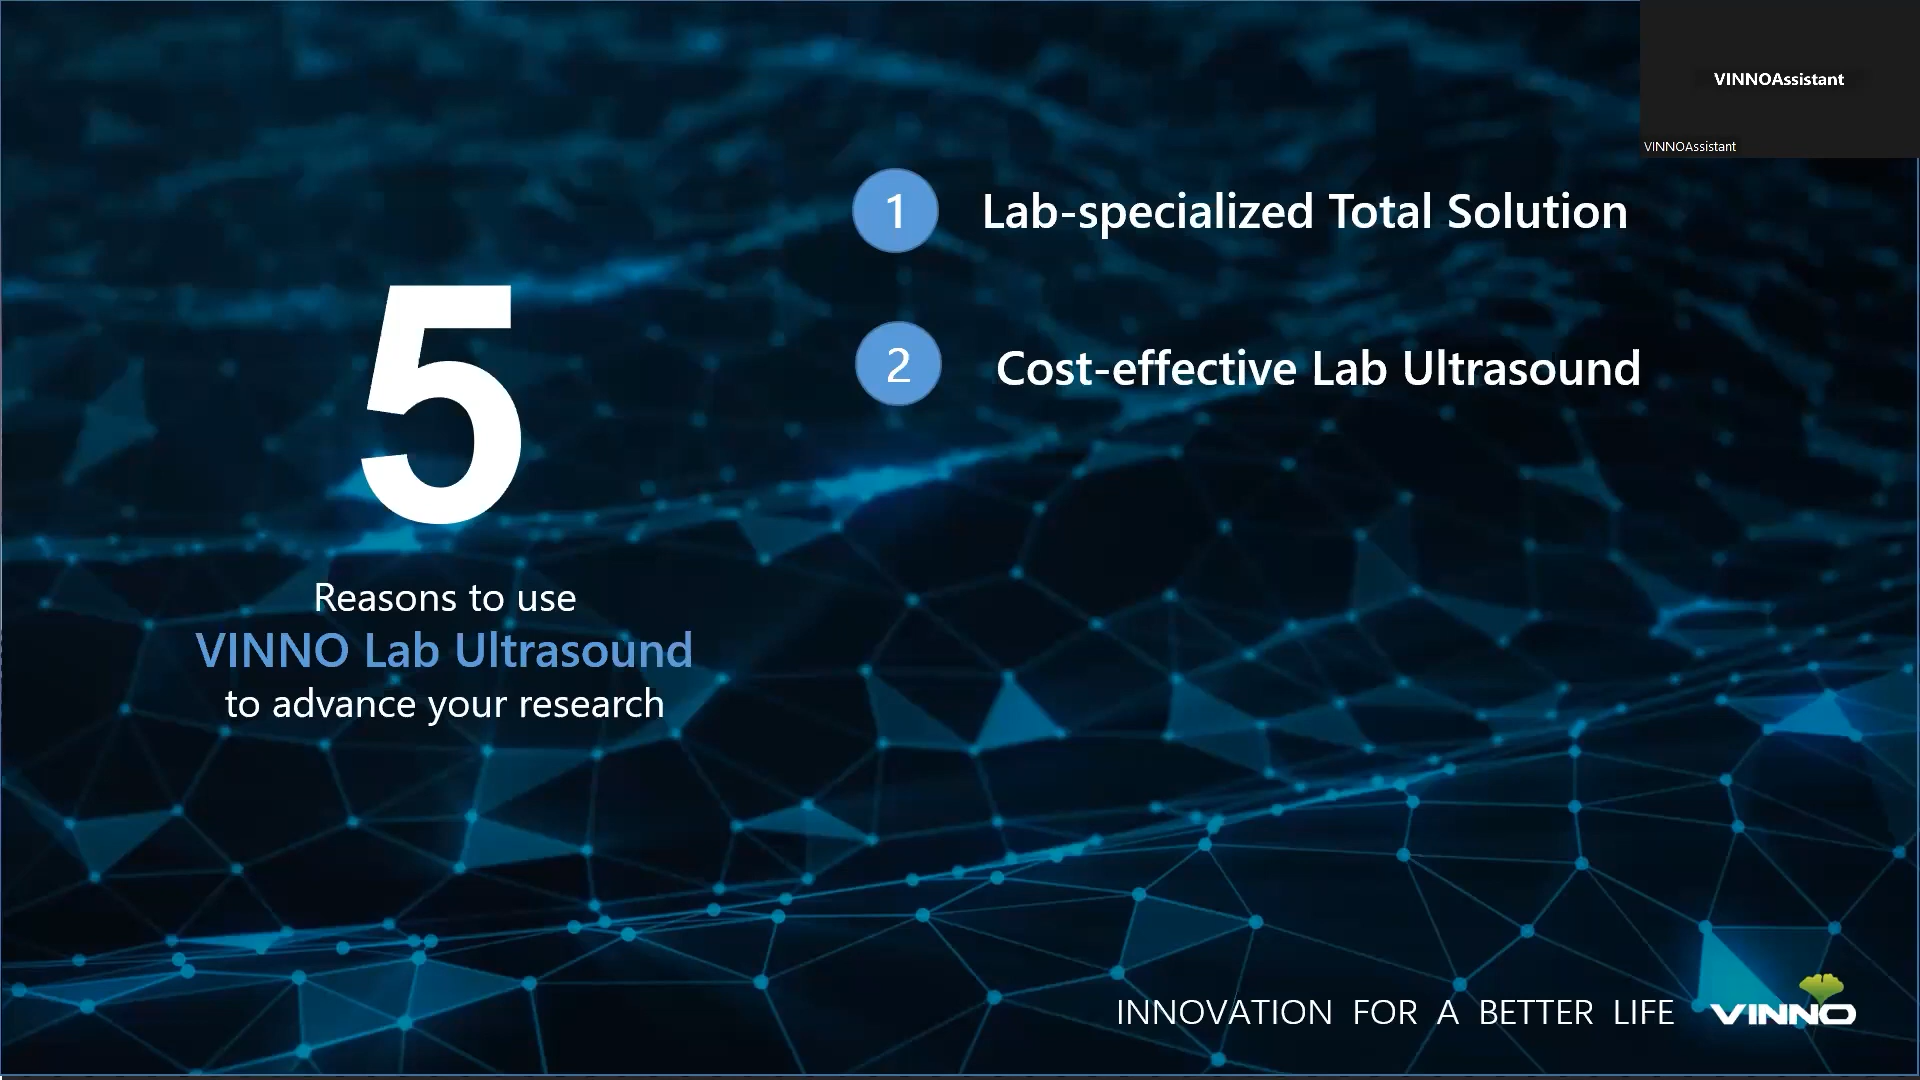 VINNOAssistant
VINNOAssistant
5
Reasons to use
VINNO Lab Ultrasound
to advance your research
1 Lab-specialized Total Solution
2 Cost-effective Lab Ultrasound
INNOVATION FOR A BETTER LIFE
VINNO